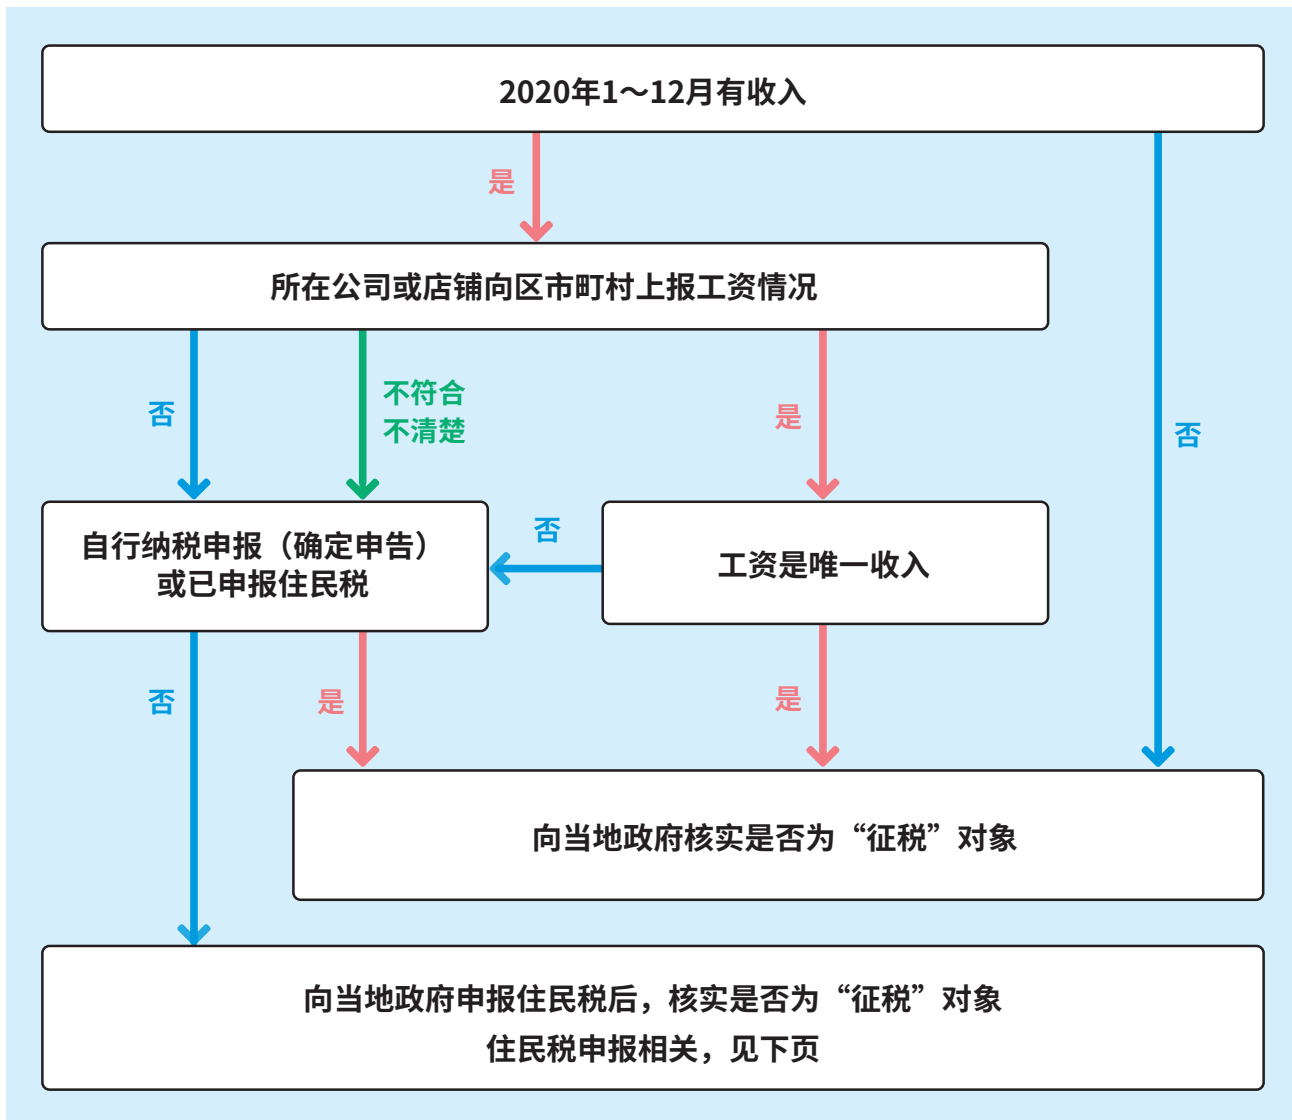 2020年1～12月有收入
是
所在公司或店铺向区市町村上报工资情况
否
不符合
不清楚
是
否
自行纳税申报（确定申告）
或已申报住民税
否
工资是唯一收入
否
是
是
向当地政府核实是否为“征税”对象
向当地政府申报住民税后，核实是否为“征税”对象
住民税申报相关，见下页